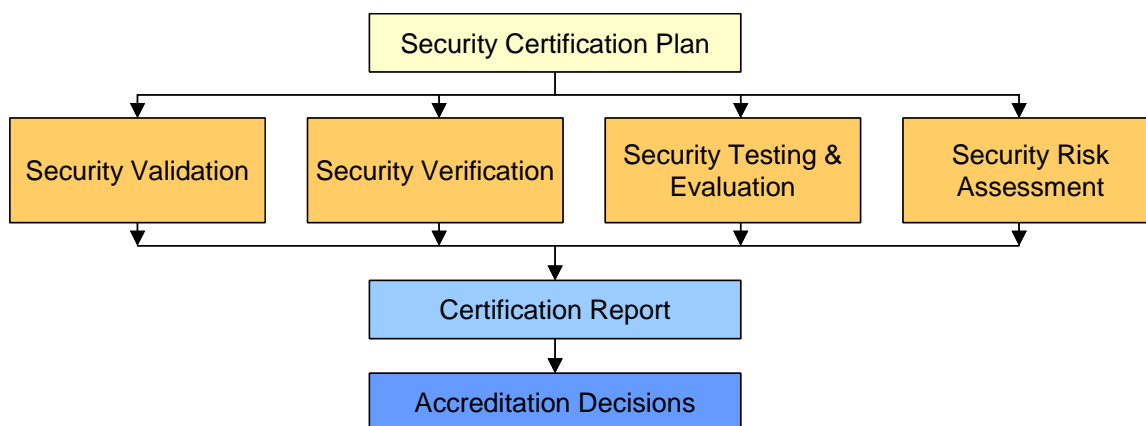 Security Certification Plan
Security Validation
Security Verification
Security Testing &
Evaluation
Security Risk
Assessment
Certification Report
Accreditation Decisions